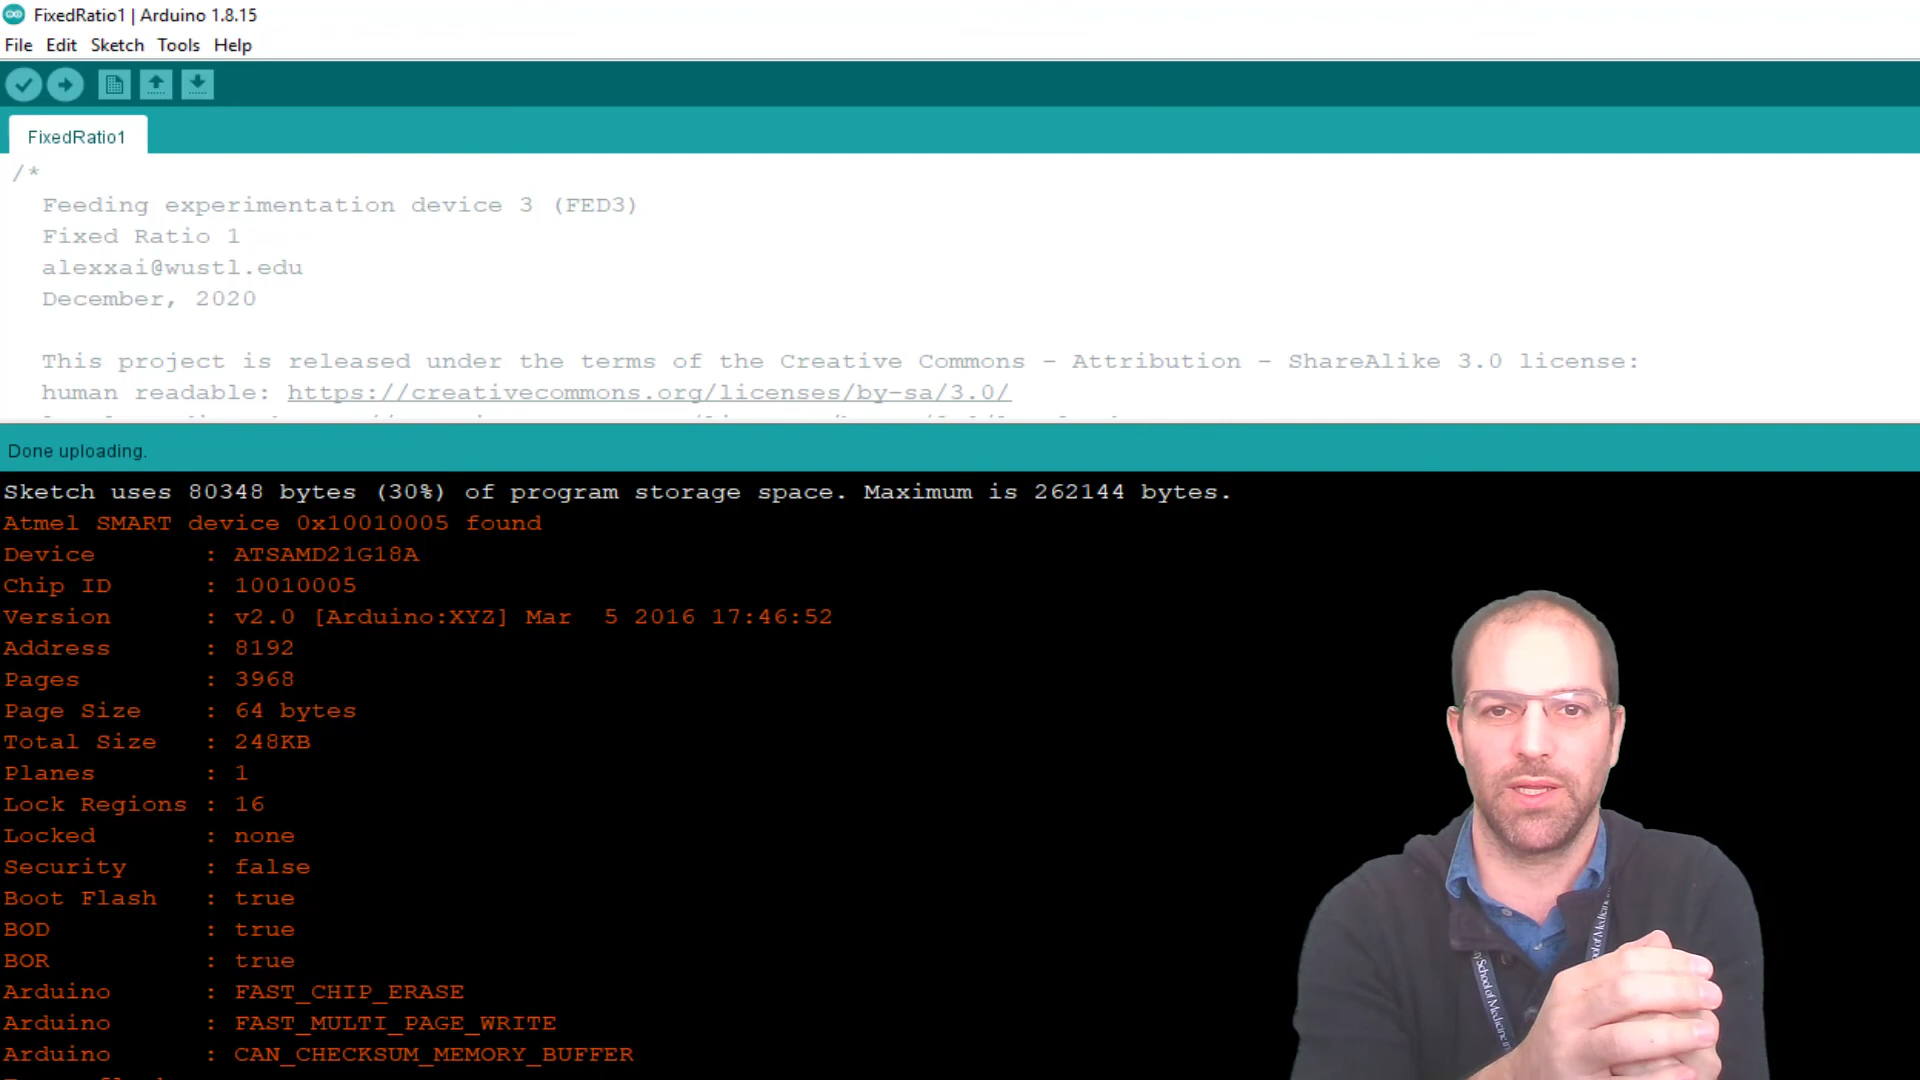 FixedRatio1 | Arduino 1.8.15
File Edit Sketch Tools Help
FixedRatio1
/*
Feeding experimentation device 3 (FED3)
Fixed Ratio 1
alexxai@wustl.edu
December, 2020
This project is released under the terms of the Creative Commons - Attribution - ShareAlike 3.0 license:
human readable: https://creativecommons.org/licenses/by-sa/3.0/
Done uploading.
Sketch uses 80348 bytes (30%) of program storage space. Maximum is 262144 bytes.
Atmel SMART device 0x10010005 found
Device : ATSAMD21G18A
Chip ID : 10010005
Version : v2.0 [Arduino:XYZ] Mar 5 2016 17:46:52
Address : 8192
Pages : 3968
Page Size : 64 bytes
Total Size : 248KB
Planes : 1
Lock Regions : 16
Locked : none
Security : false
Boot Flash : true
BOD : true
BOR : true
Arduino : FAST_CHIP_ERASE
Arduino : FAST_MULTI_PAGE_WRITE
Arduino : CAN_CHECKSUM_MEMORY_BUFFER
School of Medicine